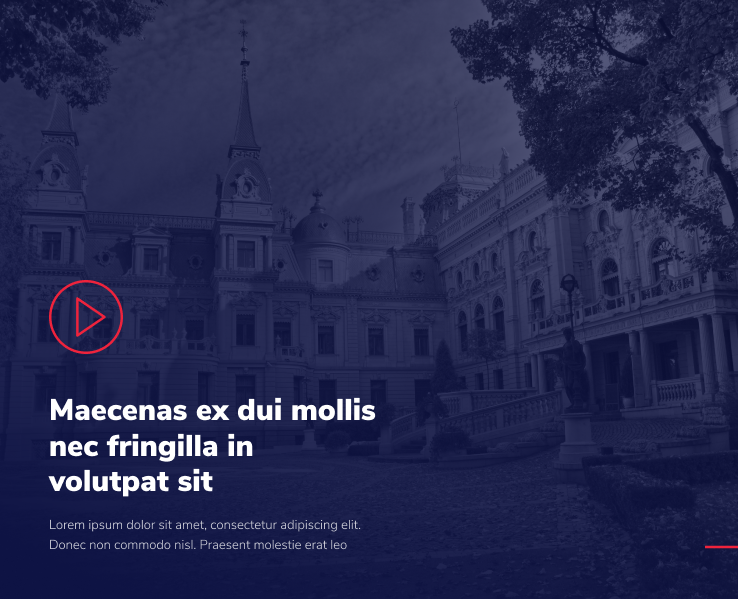 Maecenas ex dui mollis
nec fringilla in
volutpat sit
Lorem ipsum dolor sit amet, consectetur adipiscing elit.
Donec non commodo nisl. Praesent molestie erat leo